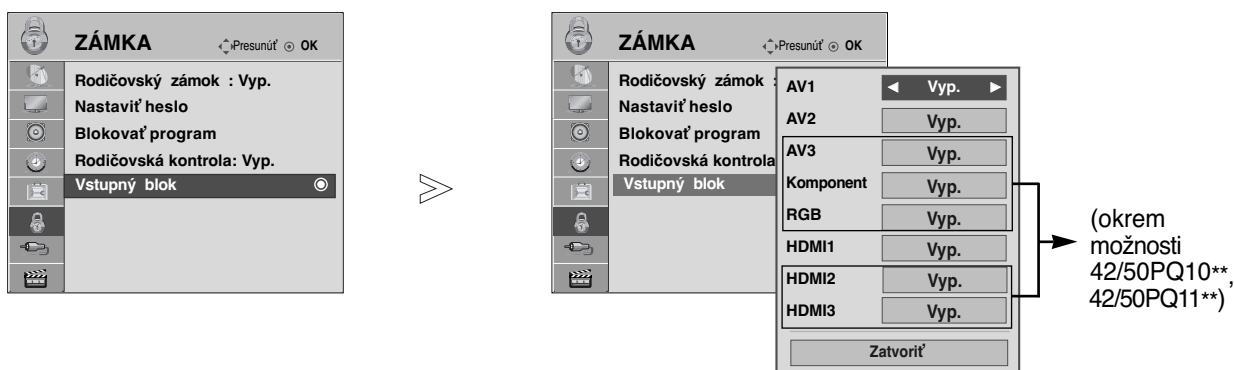 ZÁMKA
Presunúť OK
Rodičovský zámok : Vyp.
Nastaviť heslo
Blokovať program
Rodičovská kontrola: Vyp.
Vstupný blok
ZÁMKA
Presunúť OK
Rodičovský zámok :
Nastaviť heslo
Blokovať program
Rodičovská kontrola
Vstupný blok
AV1 Vyp.
AV2 Vyp.
AV3 Vyp.
Komponent Vyp.
RGB Vyp.
HDMI1 Vyp.
HDMI2 Vyp.
HDMI3 Vyp.
Zatvoriť
(okrem
možnosti
42/50PQ10**,
42/50PQ11**)